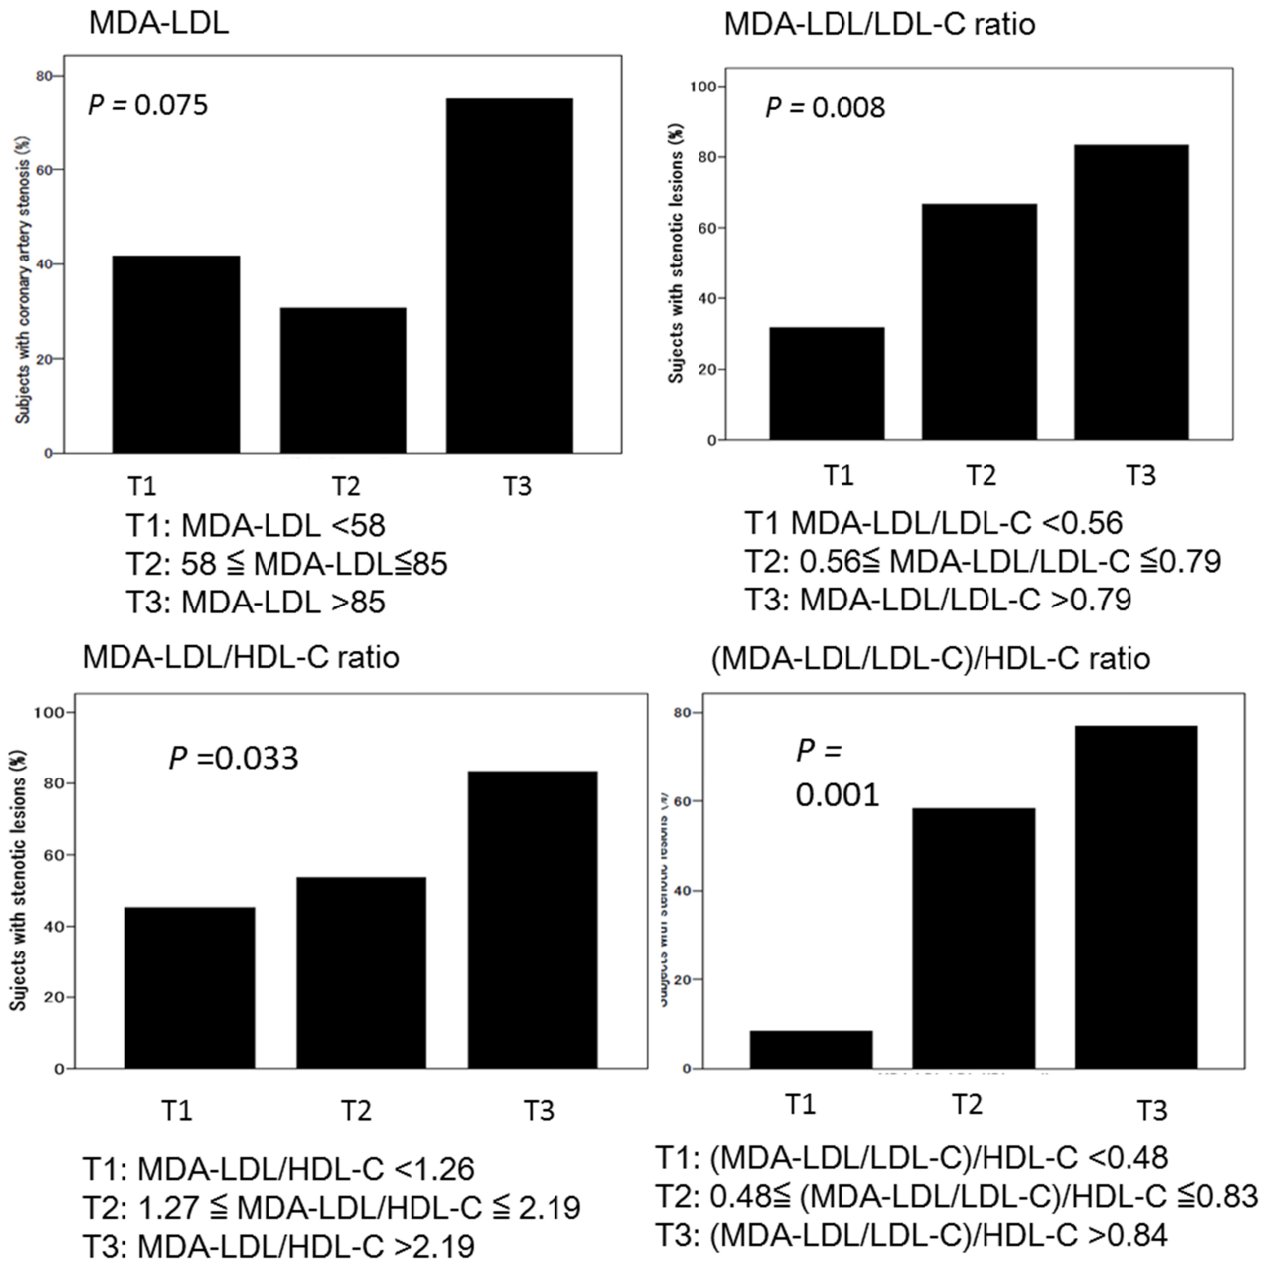 MDA-LDL
P = 0.075
Subjects with coronary artery stenosis (%)
80
60
40
20
0
T1 T2 T3
T1: MDA-LDL <58
T2: 58 ≦ MDA-LDL≦85
T3: MDA-LDL >85
MDA-LDL/LDL-C ratio
P = 0.008
Sujects with stenotic lesions (%)
100
80
60
40
20
0
T1 T2 T3
T1 MDA-LDL/LDL-C <0.56
T2: 0.56≦ MDA-LDL/LDL-C ≦0.79
T3: MDA-LDL/LDL-C >0.79
MDA-LDL/HDL-C ratio
P =0.033
Sujects with stenotic lesions (%)
100
80
60
40
20
0
T1 T2 T3
T1: MDA-LDL/HDL-C <1.26
T2: 1.27 ≦ MDA-LDL/HDL-C ≦ 2.19
T3: MDA-LDL/HDL-C >2.19
(MDA-LDL/LDL-C)/HDL-C ratio
P =
0.001
80
60
40
20
0
T1 T2 T3
T1: (MDA-LDL/LDL-C)/HDL-C <0.48
T2: 0.48≦ (MDA-LDL/LDL-C)/HDL-C ≦0.83
T3: (MDA-LDL/LDL-C)/HDL-C >0.84